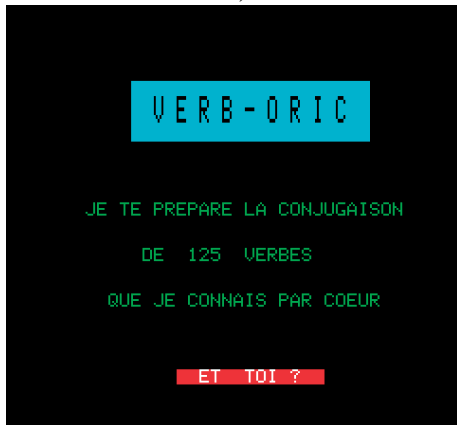 VERB-ORIC
JE TE PREPARE LA CONJUGAISON
DE 125 VERBES
QUE JE CONNAIS PAR COEUR
ET TOI ?